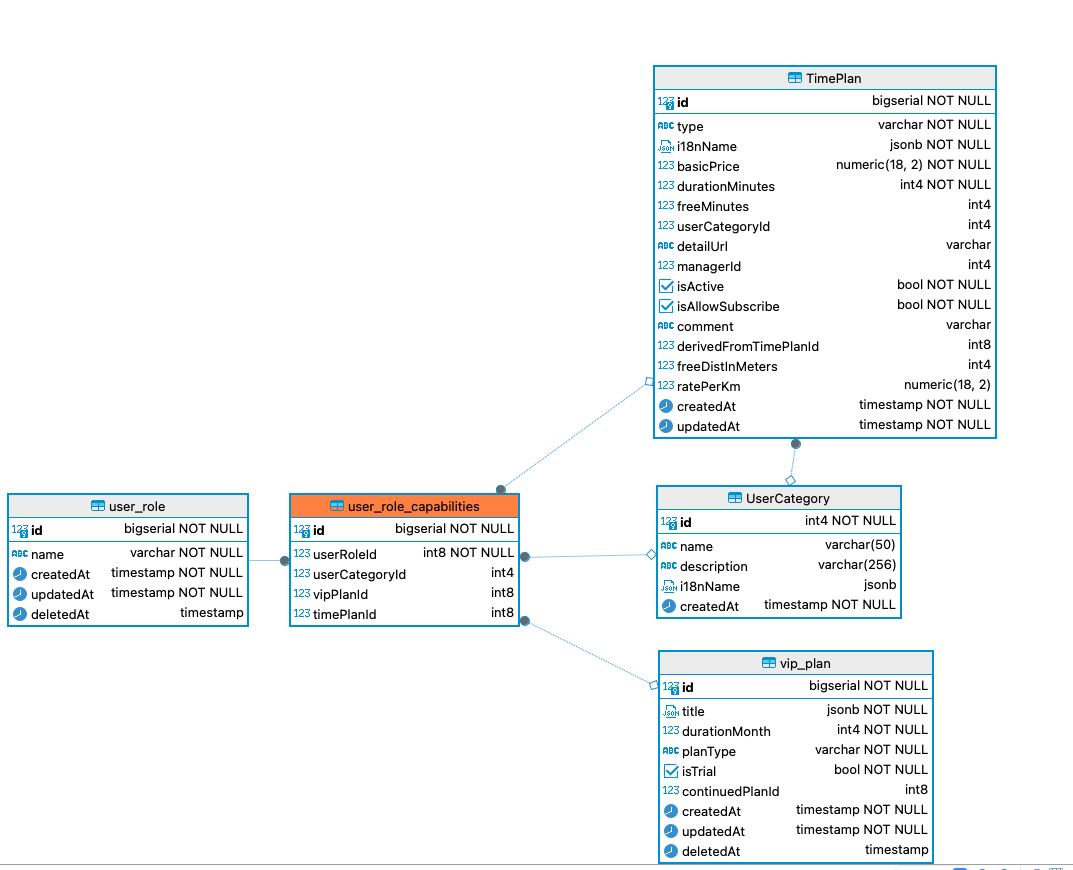 TimePlan
id bigserial NOT NULL
type varchar NOT NULL
i18nName jsonb NOT NULL
basicPrice numeric(18, 2) NOT NULL
durationMinutes int4 NOT NULL
freeMinutes int4
userCategoryId int4
detailUrl varchar
managerId int4
isActive bool NOT NULL
isAllowSubscribe bool NOT NULL
comment varchar
derivedFromTimePlanId int8
freeDistInMeters int4
ratePerKm numeric(18, 2)
createdAt timestamp NOT NULL
updatedAt timestamp NOT NULL
user_role
id bigserial NOT NULL
name varchar NOT NULL
createdAt timestamp NOT NULL
updatedAt timestamp NOT NULL
deletedAt timestamp
user_role_capabilities
id bigserial NOT NULL
userRoleId int8 NOT NULL
userCategoryId int4
vipPlanId int8
timePlanId int8
UserCategory
id int4 NOT NULL
name varchar(50)
description varchar(256)
i18nName jsonb
createdAt timestamp NOT NULL
vip_plan
id bigserial NOT NULL
title jsonb NOT NULL
durationMonth int4 NOT NULL
planType varchar NOT NULL
isTrial bool NOT NULL
continuedPlanId int8
createdAt timestamp NOT NULL
updatedAt timestamp NOT NULL
deletedAt timestamp